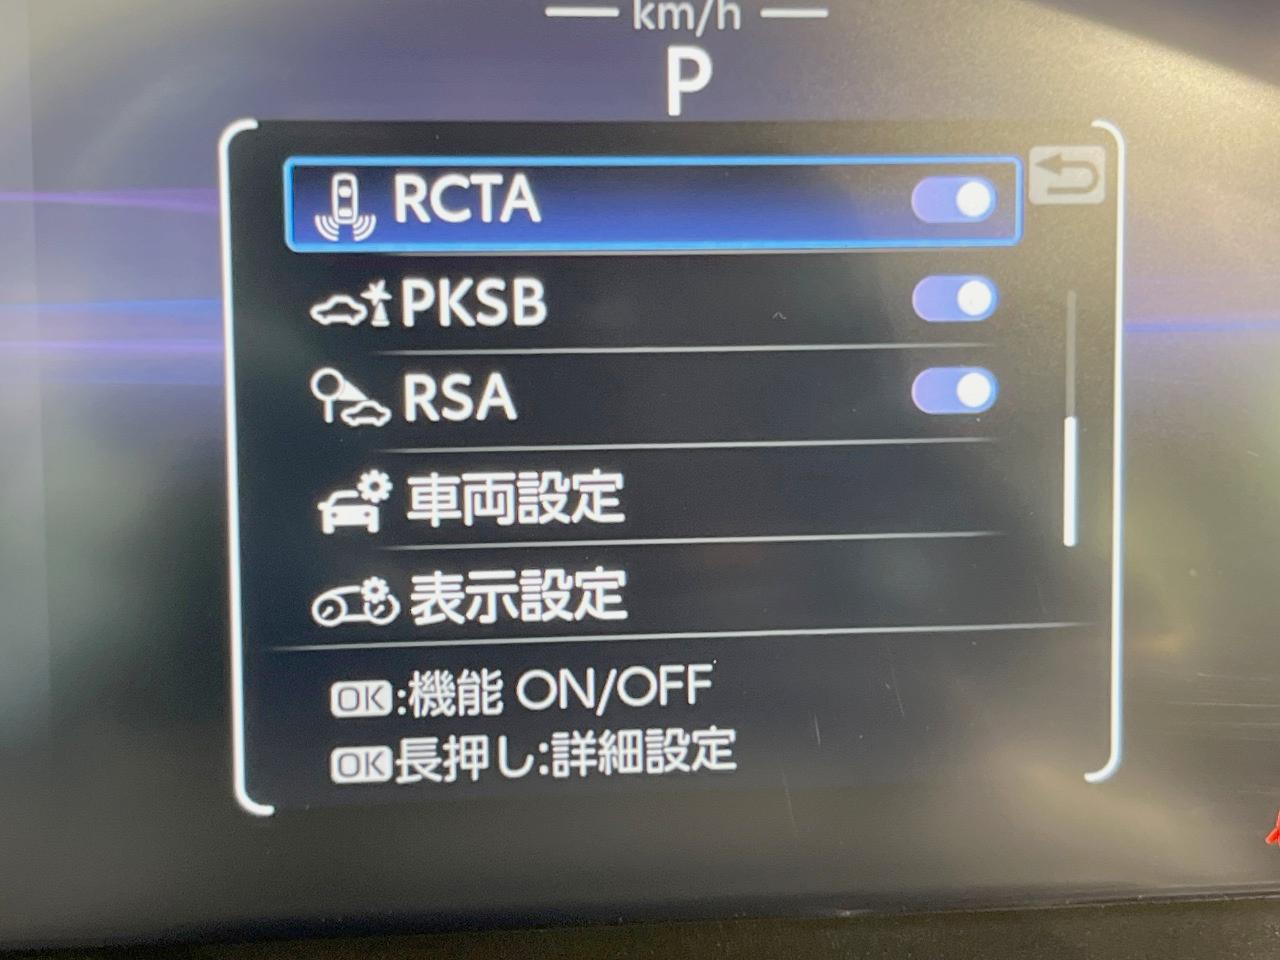 km/h
P
RCTA
PKSB
RSA
車両設定
表示設定
OK:機能 ON/OFF
OK長押し:詳細設定